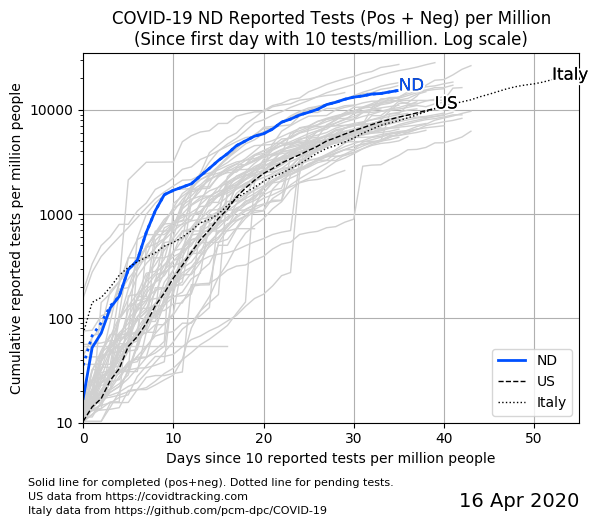 COVID-19 ND Reported Tests (Pos + Neg) per Million
(Since first day with 10 tests/million. Log scale)
Cumulative reported tests per million people
10000
1000
100
10
ND
US
Italy
ND
US
Italy
0
10
20
30
40
50
Days since 10 reported tests per million people
Solid line for completed (pos+neg). Dotted line for pending tests.
US data from https://covidtracking.com
Italy data from https://github.com/pcm-dpc/COVID-19
16 Apr 2020